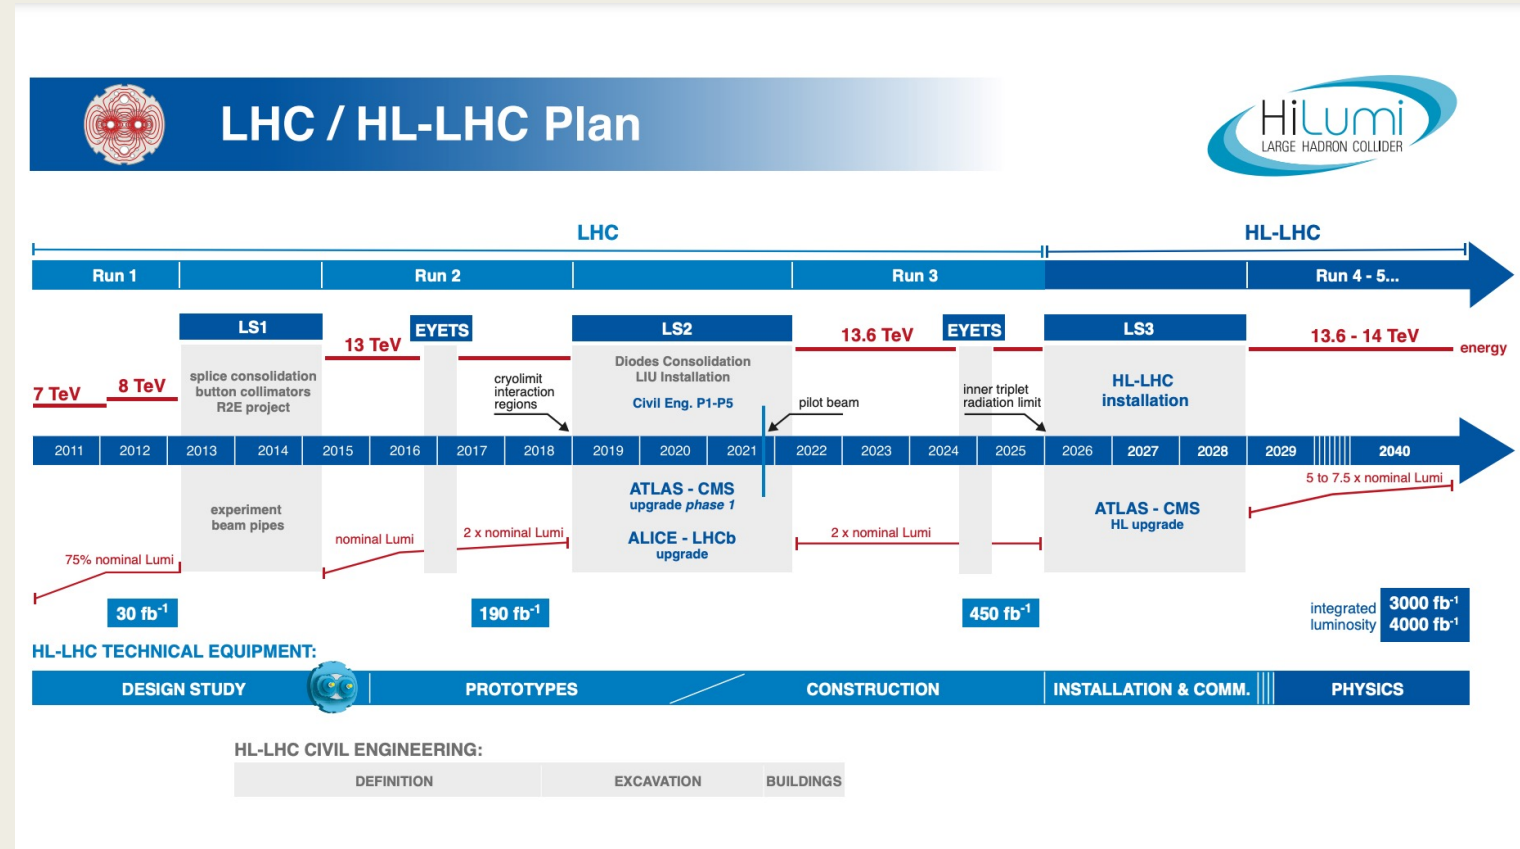 LHC / HL-LHC Plan
HiLumi
LARGE HADRON COLLIDER
LHC
HL-LHC
Run 1
Run 2
Run 3
Run 4 - 5...
LS1
EYETS
LS2
EYETS
LS3
7 TeV
8 TeV
13 TeV
13.6 TeV
13.6 - 14 TeV
energy
splice consolidation
button collimators
R2E project
cryolimit
interaction
regions
Diodes Consolidation
LIU Installation
Civil Eng. P1-P5
pilot beam
inner triplet
radiation limit
HL-LHC
installation
2011
2012
2013
2014
2015
2016
2017
2018
2019
2020
2021
2022
2023
2024
2025
2026
2027
2028
2029
2040
experiment
beam pipes
75% nominal Lumi
nominal Lumi
2 x nominal Lumi
ATLAS - CMS
upgrade phase 1
ALICE - LHCb
upgrade
2 x nominal Lumi
ATLAS - CMS
HL upgrade
5 to 7.5 x nominal Lumi
30 fb⁻¹
190 fb⁻¹
450 fb⁻¹
integrated
luminosity
3000 fb⁻¹
4000 fb⁻¹
HL-LHC TECHNICAL EQUIPMENT:
DESIGN STUDY
PROTOTYPES
CONSTRUCTION
INSTALLATION & COMM.
PHYSICS
HL-LHC CIVIL ENGINEERING:
DEFINITION
EXCAVATION
BUILDINGS